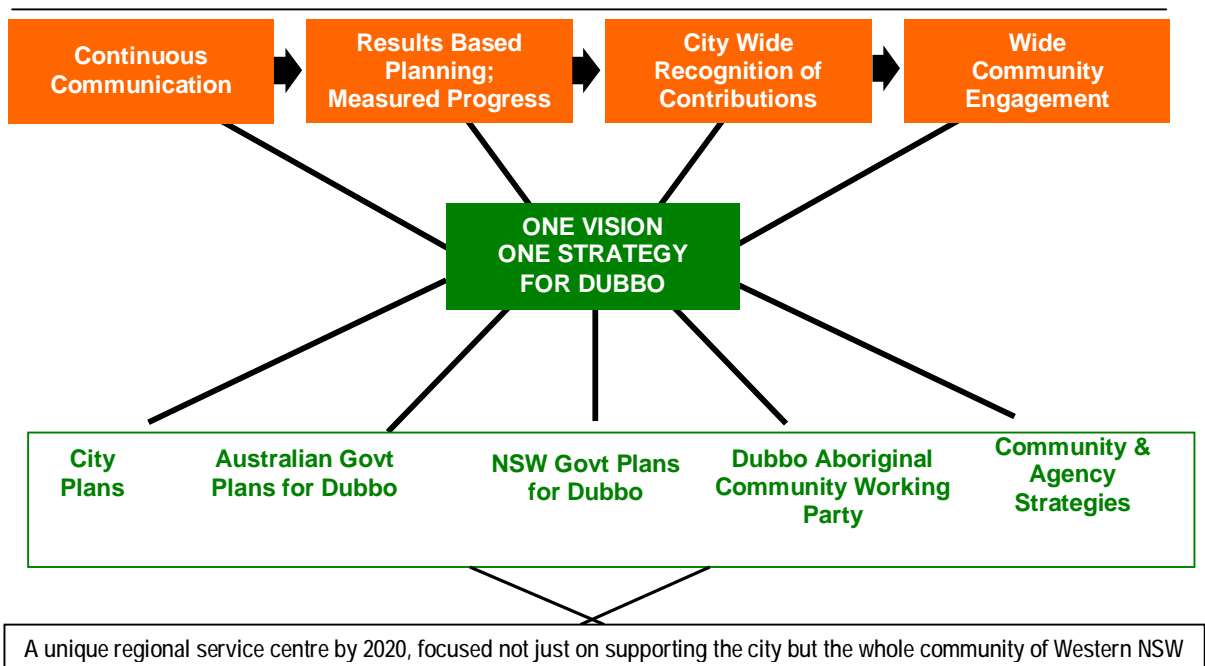 Continuous
Communication
Results Based
Planning;
Measured Progress
City Wide
Recognition of
Contributions
Wide
Community
Engagement
ONE VISION
ONE STRATEGY
FOR DUBBO
City
Plans
Australian Govt
Plans for Dubbo
NSW Govt Plans
for Dubbo
Dubbo Aboriginal
Community Working
Party
Community &
Agency
Strategies
A unique regional service centre by 2020, focused not just on supporting the city but the whole community of Western NSW